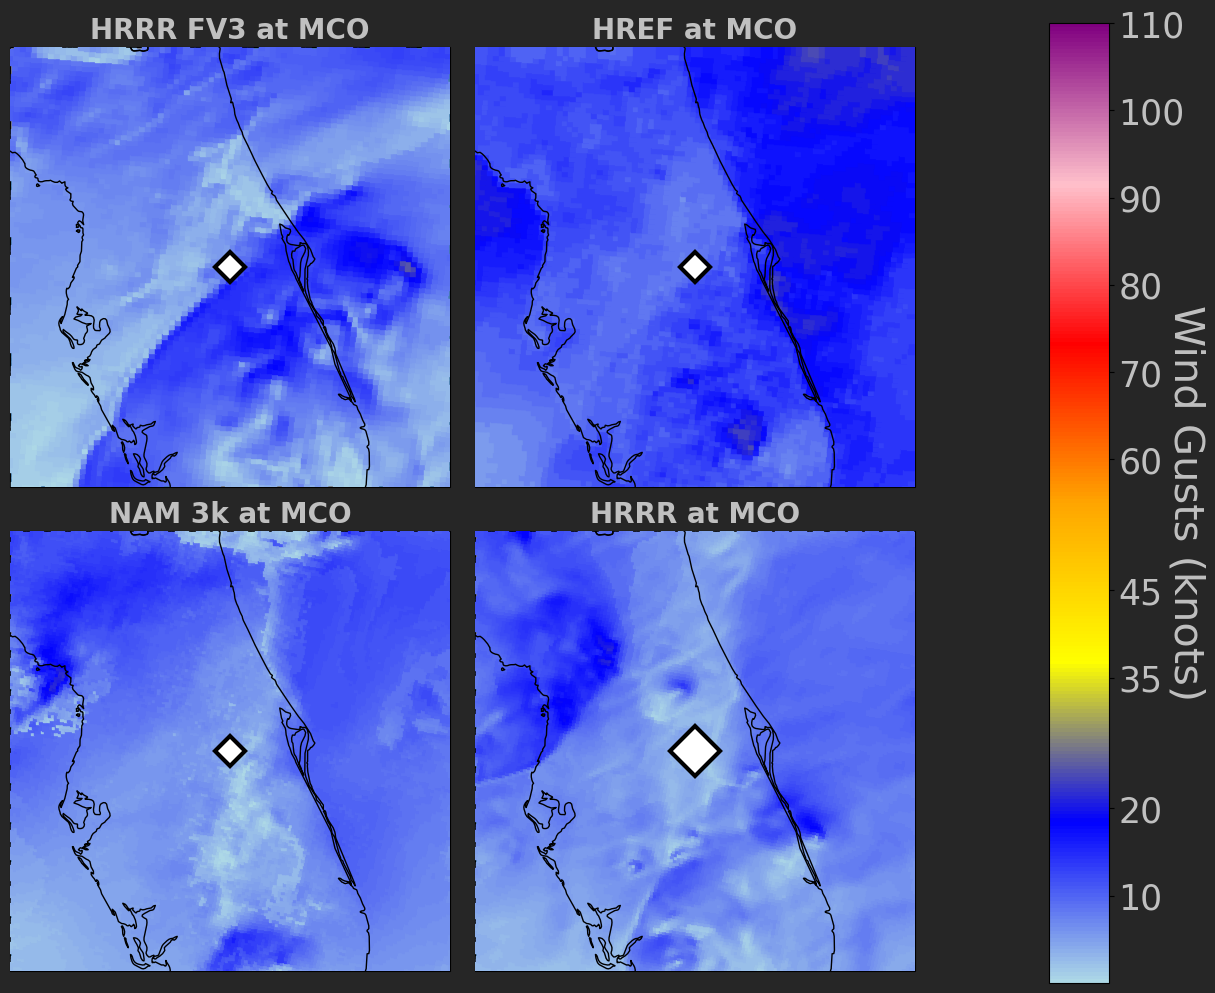 HRRR FV3 at MCO
HREF at MCO
NAM 3k at MCO
HRRR at MCO
110
100
90
80
70
60
45
35
20
10
Wind Gusts (knots)